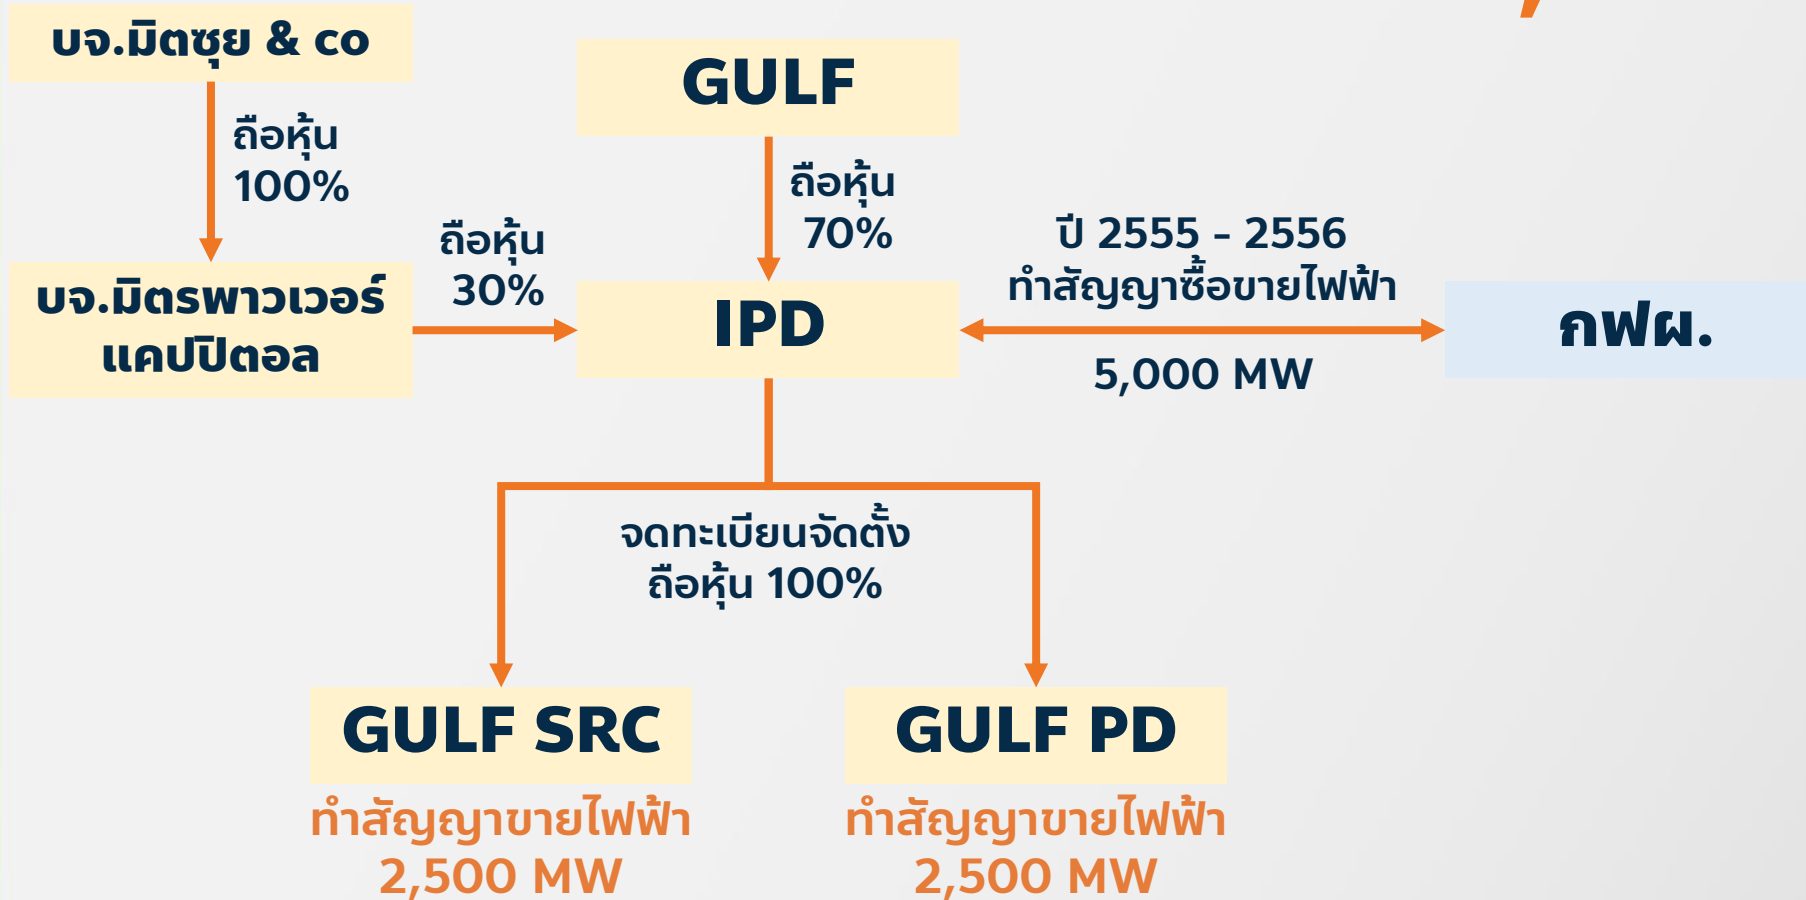 บจ.มิตซุย & co
ถือหุ้น
100%
บจ.มิตรพาวเวอร์
แคปปิตอล
ถือหุ้น
30%
GULF
ถือหุ้น
70%
IPD
ปี 2555 - 2556
ทำสัญญาซื้อขายไฟฟ้า
5,000 MW
กฟผ.
จดทะเบียนจัดตั้ง
ถือหุ้น 100%
GULF SRC
ทำสัญญาขายไฟฟ้า
2,500 MW
GULF PD
ทำสัญญาขายไฟฟ้า
2,500 MW